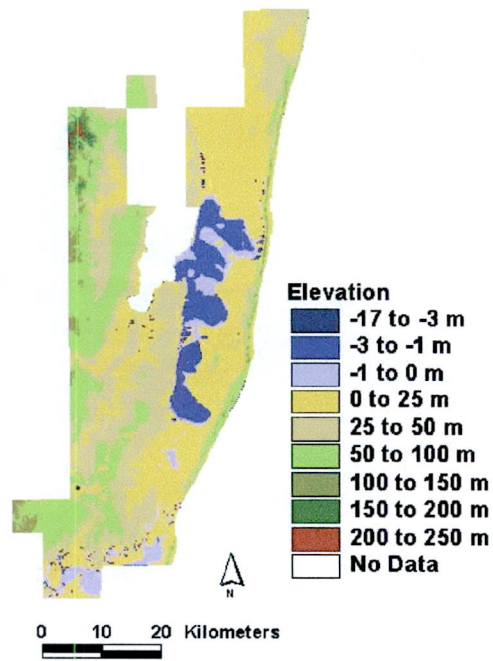 Elevation
-17 to -3 m
-3 to -1 m
-1 to 0 m
0 to 25 m
25 to 50 m
50 to 100 m
100 to 150 m
150 to 200 m
200 to 250 m
No Data
N
0 10 20 Kilometers